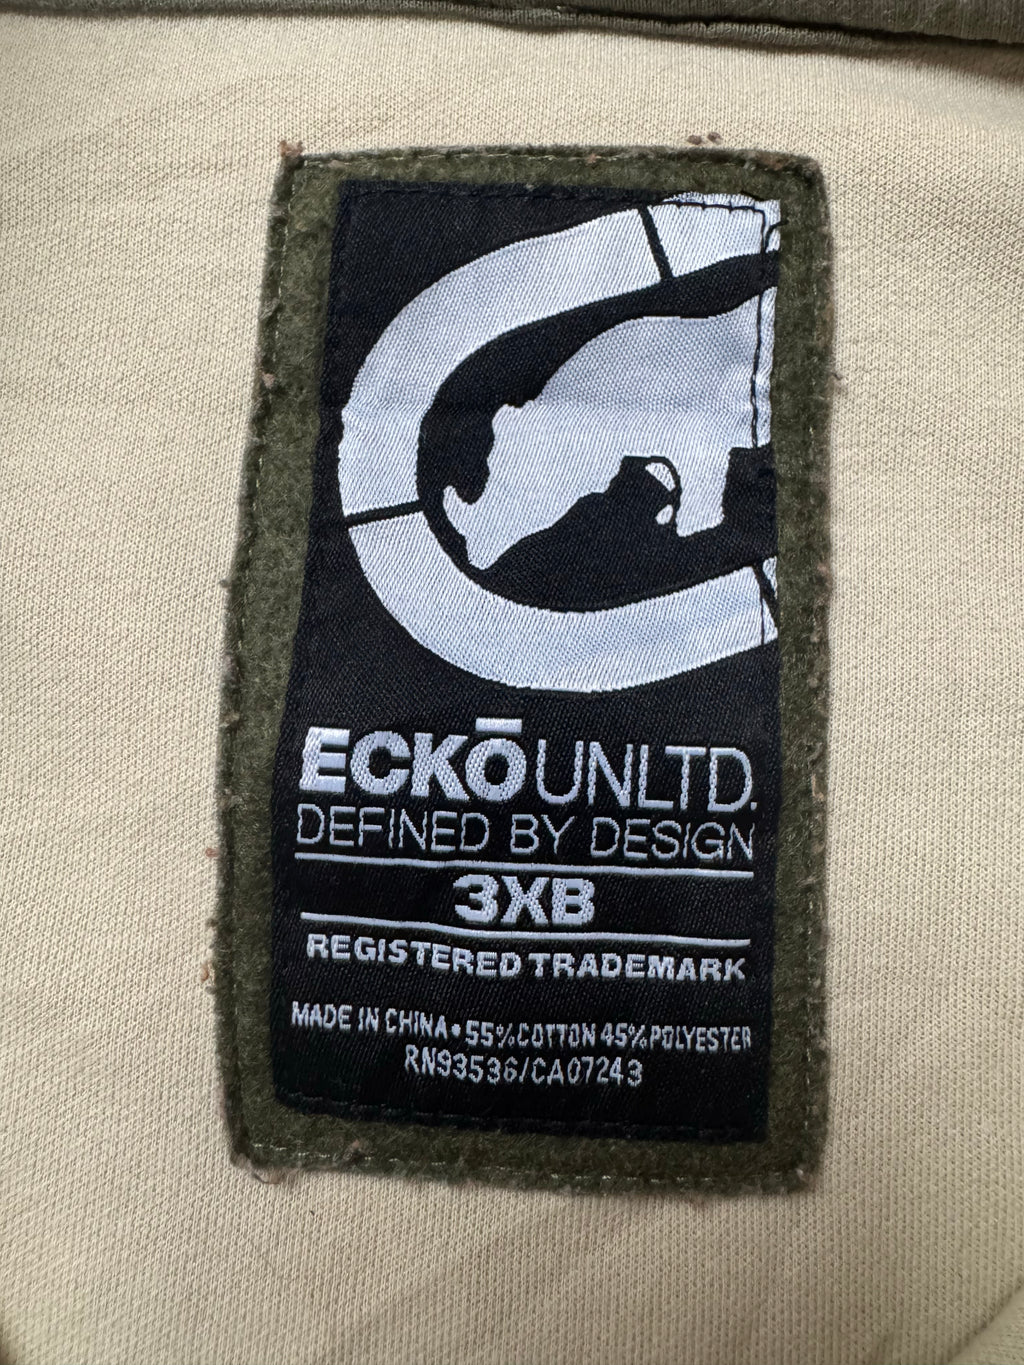 ECKŌ UNLTD.
DEFINED BY DESIGN
3XB
REGISTERED TRADEMARK
MADE IN CHINA • 55% COTTON 45% POLYESTER
RN93536/CA07243